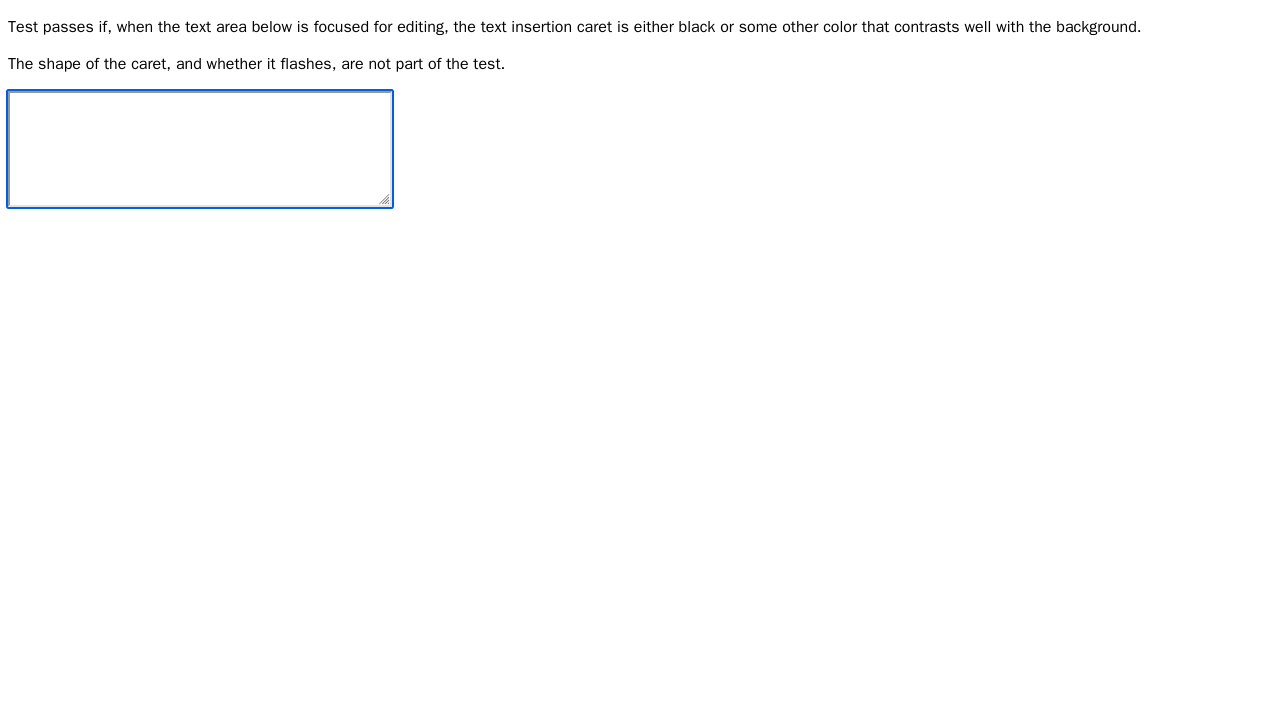 Test passes if, when the text area below is focused for editing, the text insertion caret is either black or some other color that contrasts well with the background.
The shape of the caret, and whether it flashes, are not part of the test.